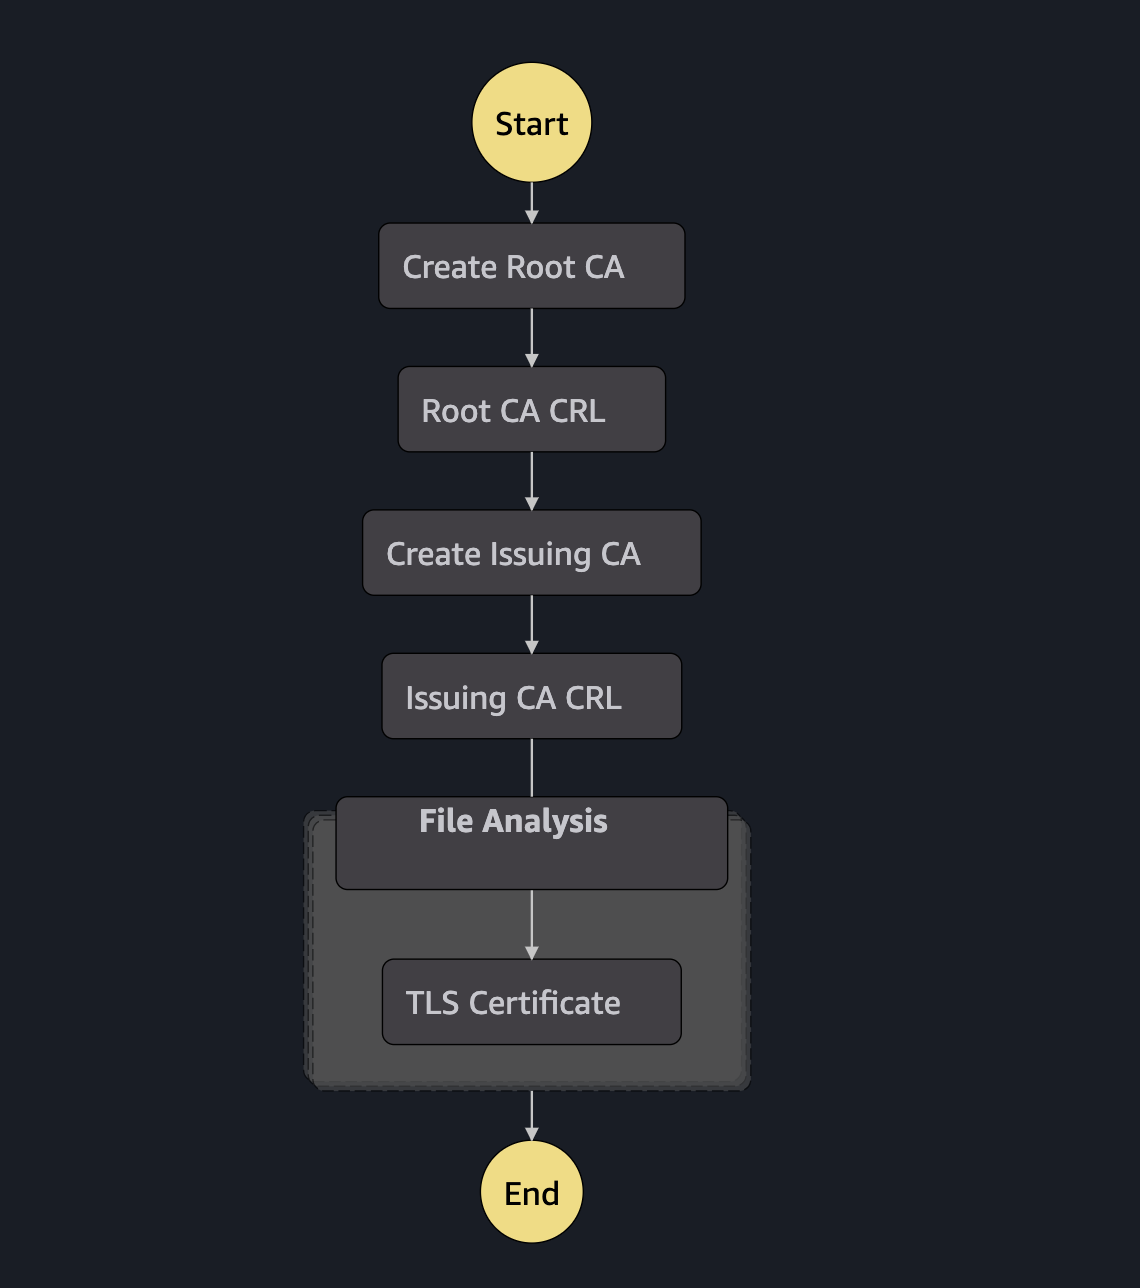 Start
Create Root CA
Root CA CRL
Create Issuing CA
Issuing CA CRL
File Analysis
TLS Certificate
End